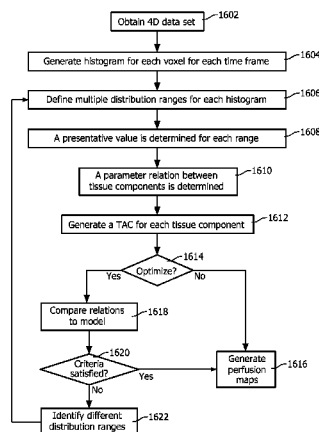 Obtain 4D data set
1602
Generate histogram for each voxel for each time frame
1604
Define multiple distribution ranges for each histogram
1606
A presentative value is determined for each range
1608
A parameter relation between
tissue components is determined
1610
Generate a TAC for each tissue component
1612
Optimize?
1614
Yes
No
Compare relations
to model
1618
Criteria
satisfied?
1620
Yes
No
Generate
perfusion
maps
1616
Identify different
distribution ranges
1622